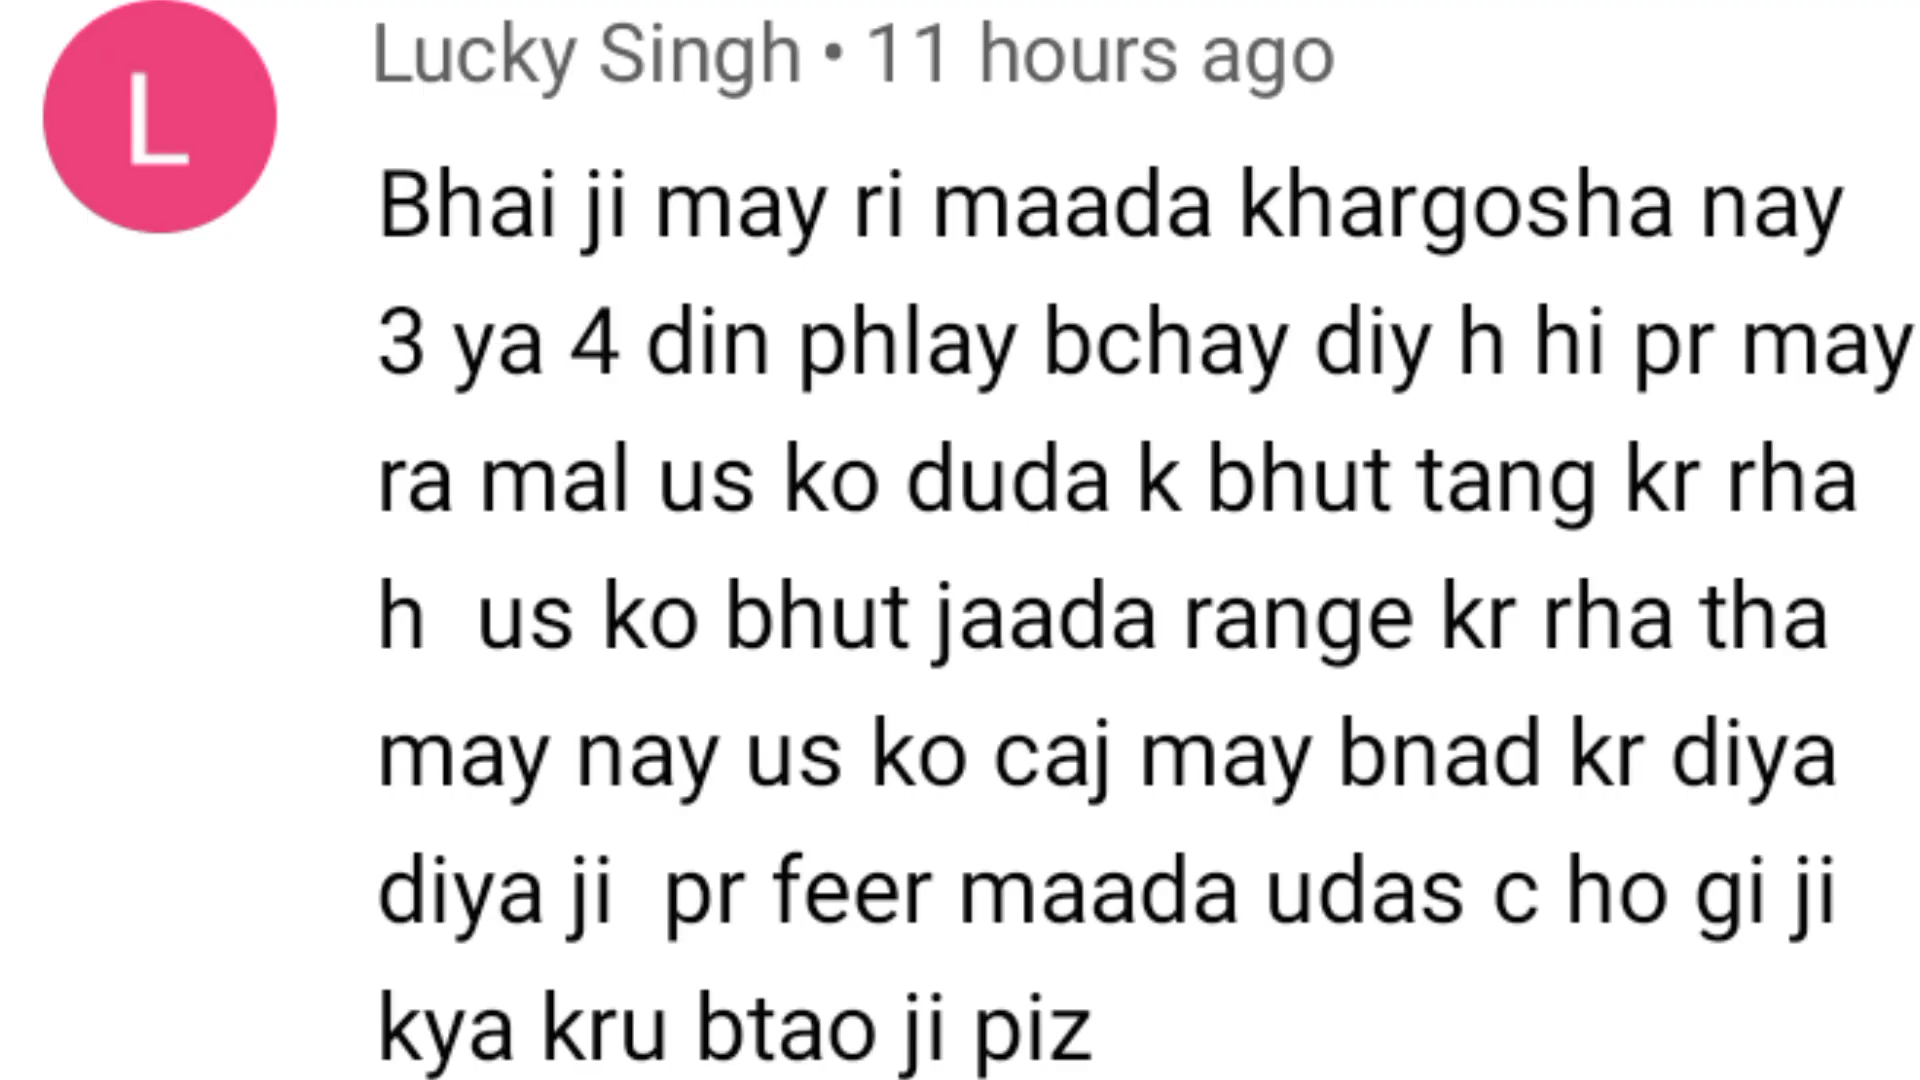 L
Lucky Singh • 11 hours ago
Bhai ji may ri maada khargosha nay
3 ya 4 din phlay bchay diy h hi pr may
ra mal us ko duda k bhut tang kr rha
h us ko bhut jaada range kr rha tha
may nay us ko caj may bnad kr diya
diya ji pr feer maada udas c ho gi ji
kya kru btao ji piz